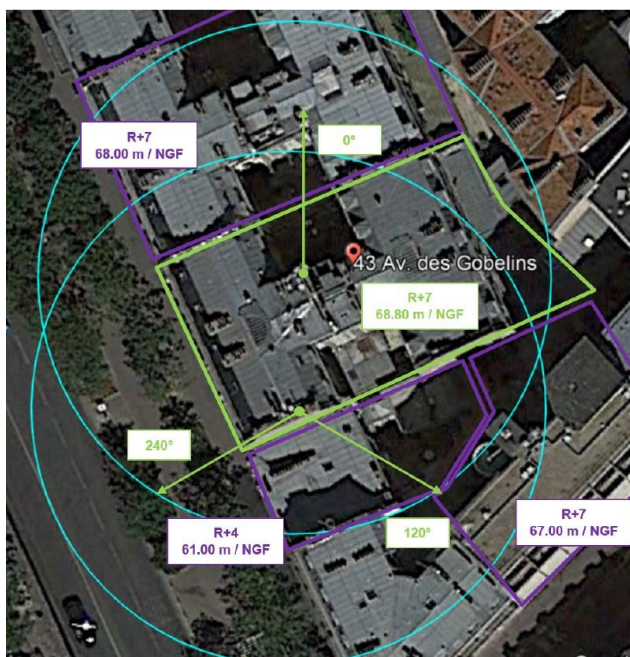 R+7
68.00 m / NGF
0°
43 Av. des Gobelins
R+7
68.80 m / NGF
240°
R+4
61.00 m / NGF
120°
R+7
67.00 m / NGF